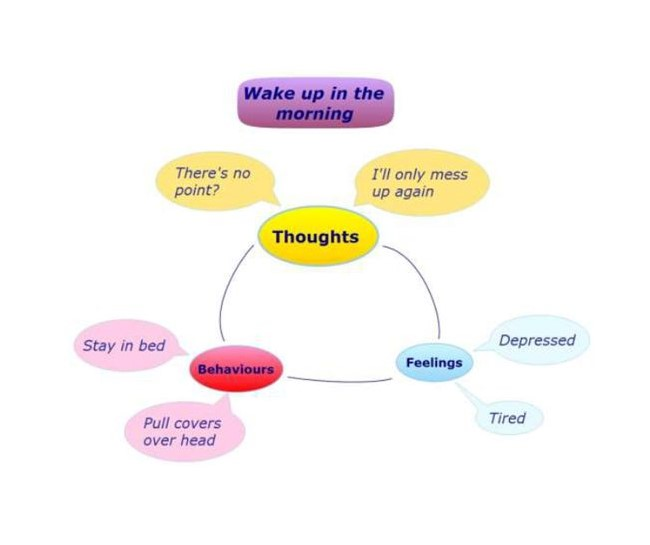 Wake up in the
morning
There's no
point?
I'll only mess
up again
Thoughts
Stay in bed
Behaviours
Pull covers
over head
Feelings
Depressed
Tired